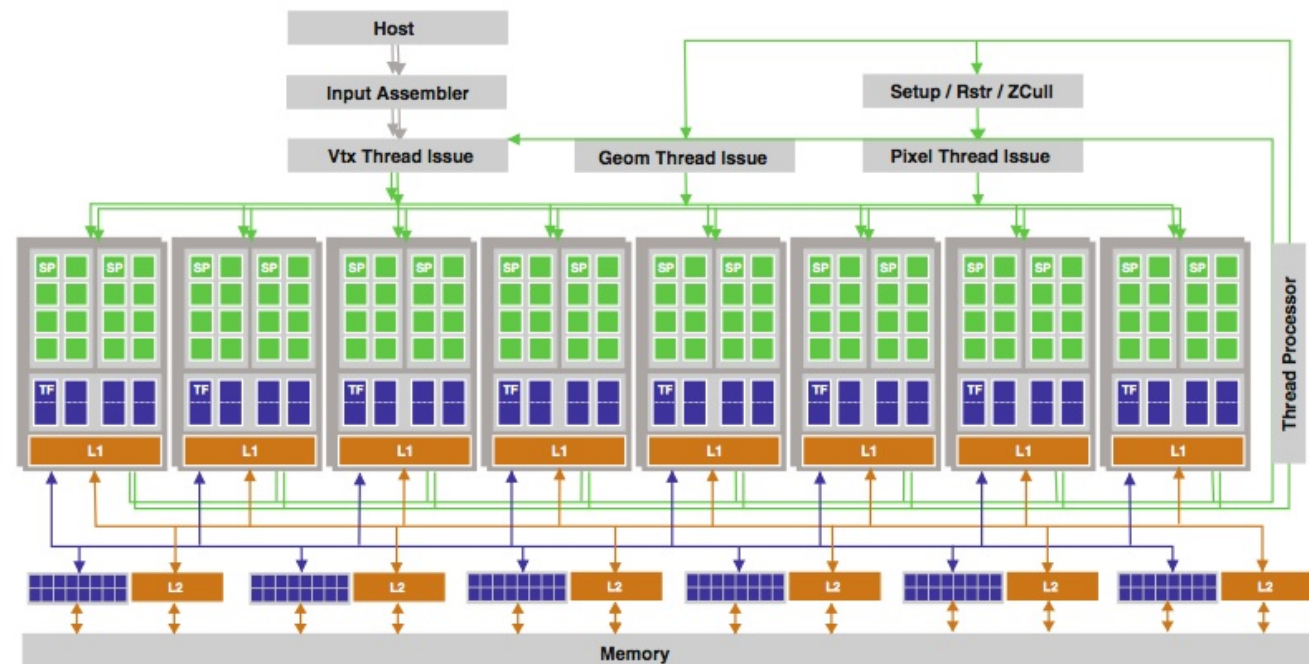 Host
Input Assembler
Setup / Rstr / ZCull
Vtx Thread Issue
Geom Thread Issue
Pixel Thread Issue
SP SP SP SP SP SP SP SP SP SP SP SP SP SP SP SP
Thread Processor
TF TF TF TF TF TF TF TF
L1 L1 L1 L1 L1 L1 L1 L1
L2 L2 L2 L2 L2 L2
Memory